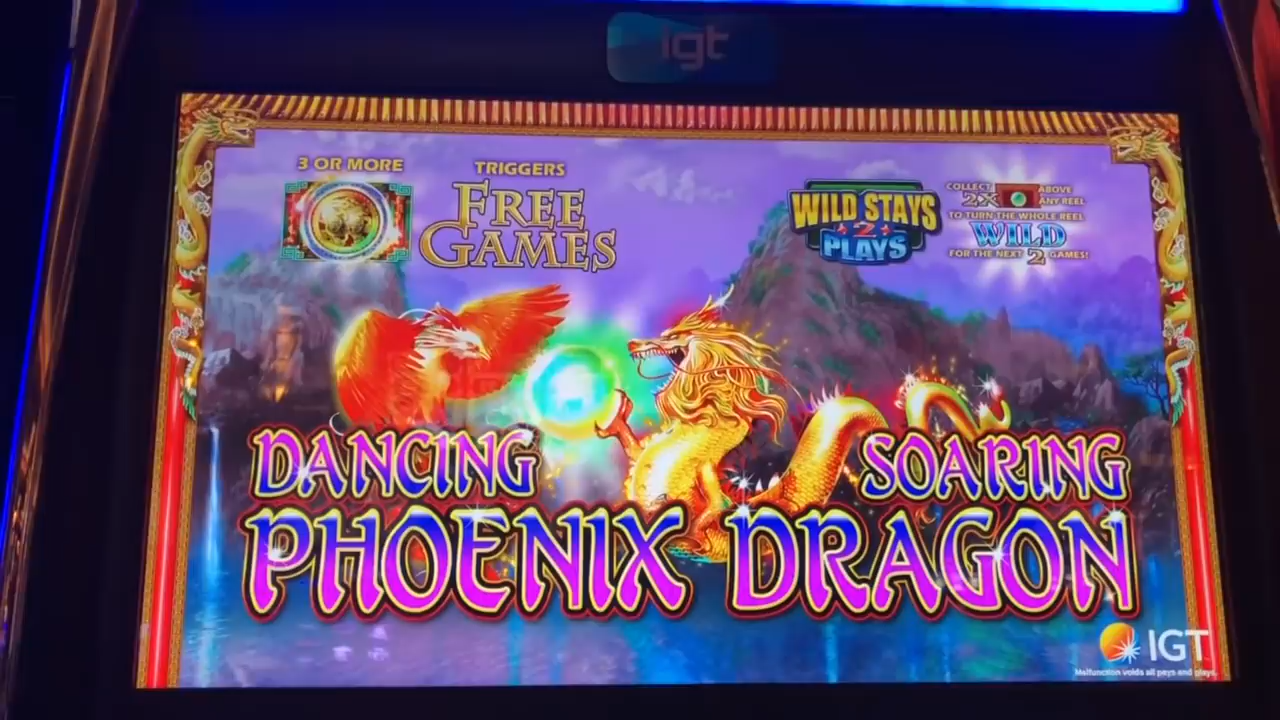 igt
3 OR MORE
TRIGGERS
FREE
GAMES
WILD STAYS
2
PLAYS
COLLECT
2X
ABOVE
ANY REEL
TO TURN THE WHOLE REEL
WILD
FOR THE NEXT 2 GAMES!
DANCING
PHOENIX
SOARING
DRAGON
IGT
Malfunction voids all pays and plays.